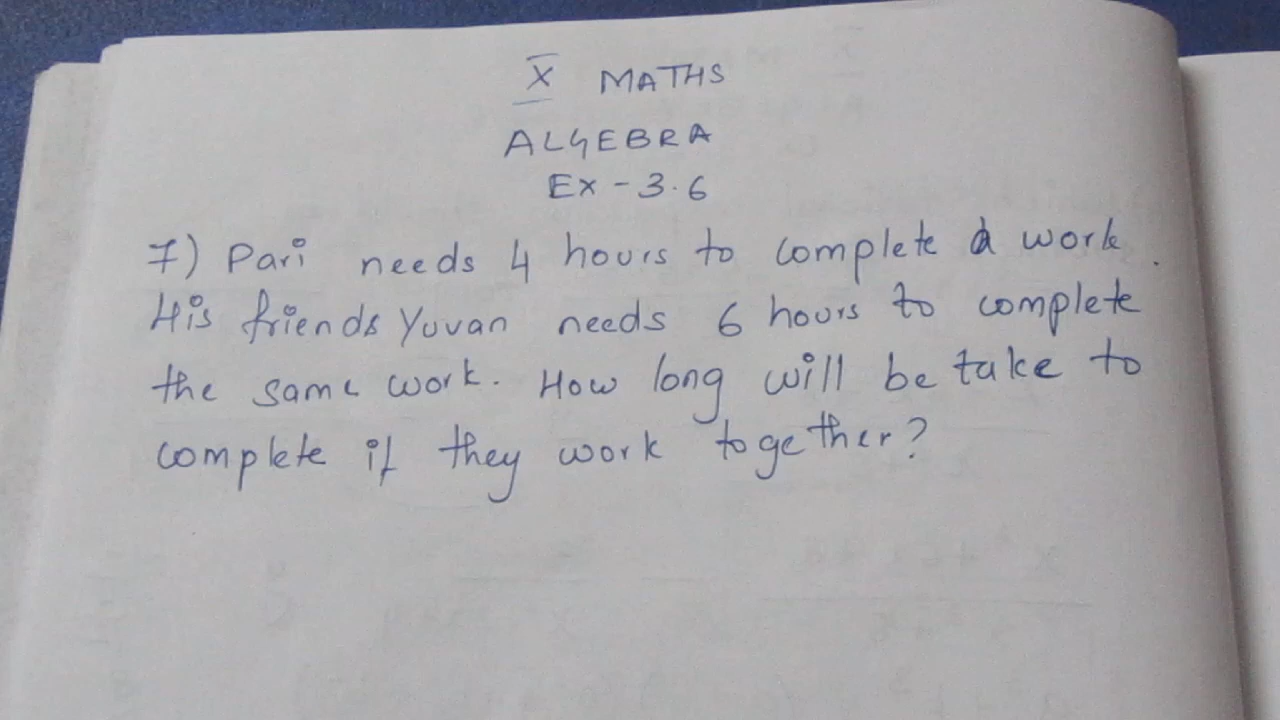 X MATHS
ALGEBRA
Ex - 3.6
7) Pari needs 4 hours to complete a work.
His friends Yuvan needs 6 hours to complete
the same work. How long will be take to
complete if they work together?